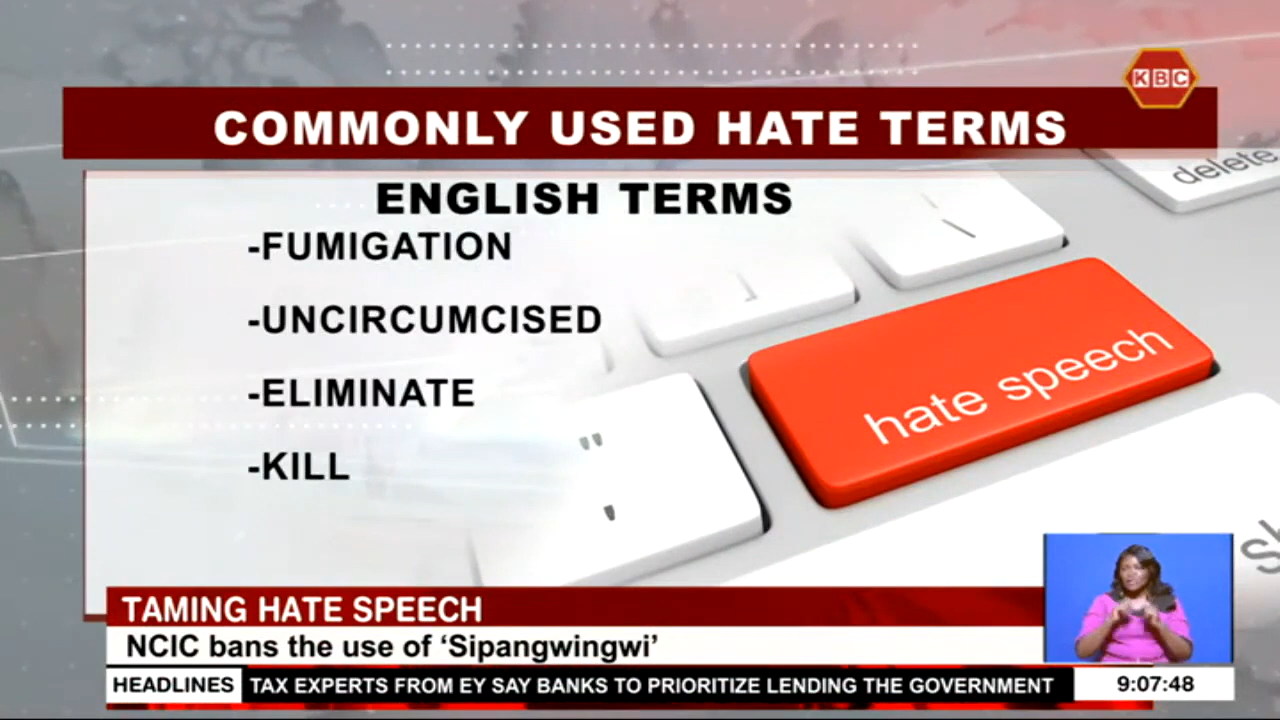 KBC
COMMONLY USED HATE TERMS
delete
ENGLISH TERMS
-FUMIGATION
-UNCIRCUMCISED
-ELIMINATE
-KILL
hate speech
TAMING HATE SPEECH
NCIC bans the use of ‘Sipangwingwi’
HEADLINES TAX EXPERTS FROM EY SAY BANKS TO PRIORITIZE LENDING THE GOVERNMENT 9:07:48